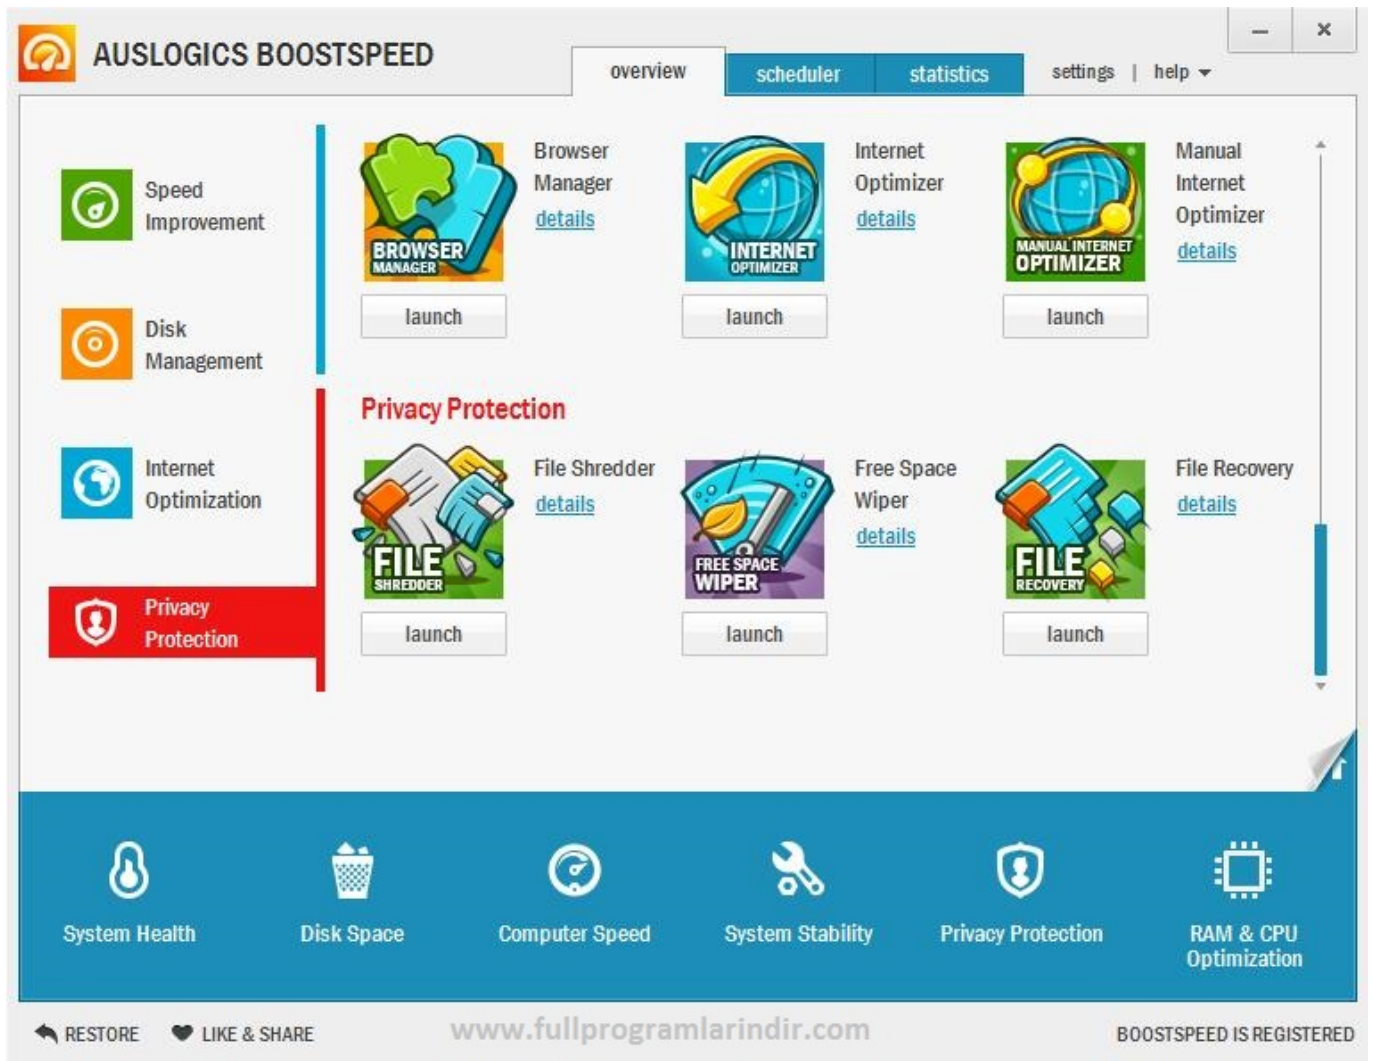 AUSLOGICS BOOSTSPEED
overview
scheduler
statistics
settings | help
Speed
Improvement
Disk
Management
Internet
Optimization
Privacy
Protection
BROWSER
MANAGER
Browser
Manager
details
launch
INTERNET
OPTIMIZER
Internet
Optimizer
details
launch
MANUAL INTERNET
OPTIMIZER
Manual
Internet
Optimizer
details
launch
Privacy Protection
FILE
SHREDDER
File Shredder
details
launch
FREE SPACE
WIPER
Free Space
Wiper
details
launch
FILE
RECOVERY
File Recovery
details
launch
System Health
Disk Space
Computer Speed
System Stability
Privacy Protection
RAM & CPU
Optimization
RESTORE
LIKE & SHARE
www.fullprogramlarindir.com
BOOSTSPEED IS REGISTERED